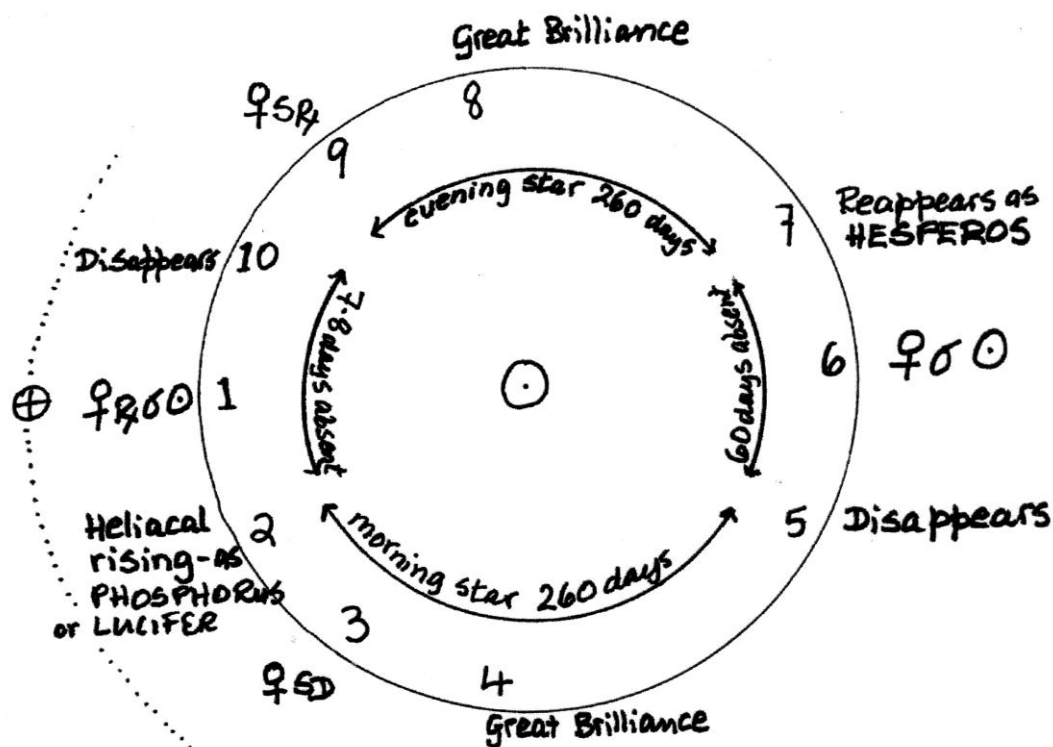 Great Brilliance
8
♀SR℞
9
evening star 260 days
7
Reappears as
HESPEROS
Disappears 10
7-8 days absent
60 days absent
6 ♀☌☉
☉
⊕ ♀℞☌☉ 1
Heliacal
rising-as
PHOSPHORUS
or LUCIFER
2
morning star 260 days
5 Disappears
3
♀SD
4
Great Brilliance